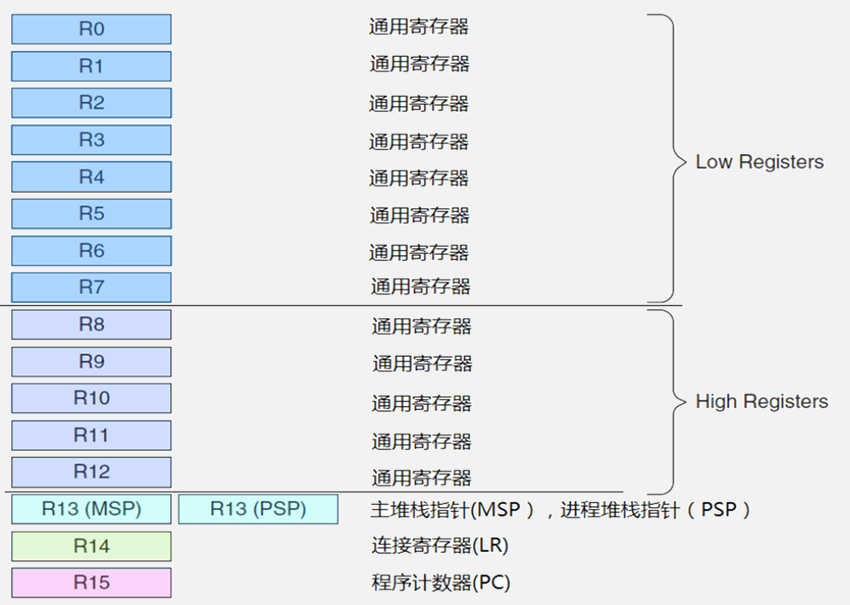 R0 通用寄存器
R1 通用寄存器
R2 通用寄存器
R3 通用寄存器
R4 通用寄存器 Low Registers
R5 通用寄存器
R6 通用寄存器
R7 通用寄存器
R8 通用寄存器
R9 通用寄存器
R10 通用寄存器 High Registers
R11 通用寄存器
R12 通用寄存器
R13 (MSP) R13 (PSP) 主堆栈指针(MSP），进程堆栈指针（PSP）
R14 连接寄存器(LR)
R15 程序计数器(PC)